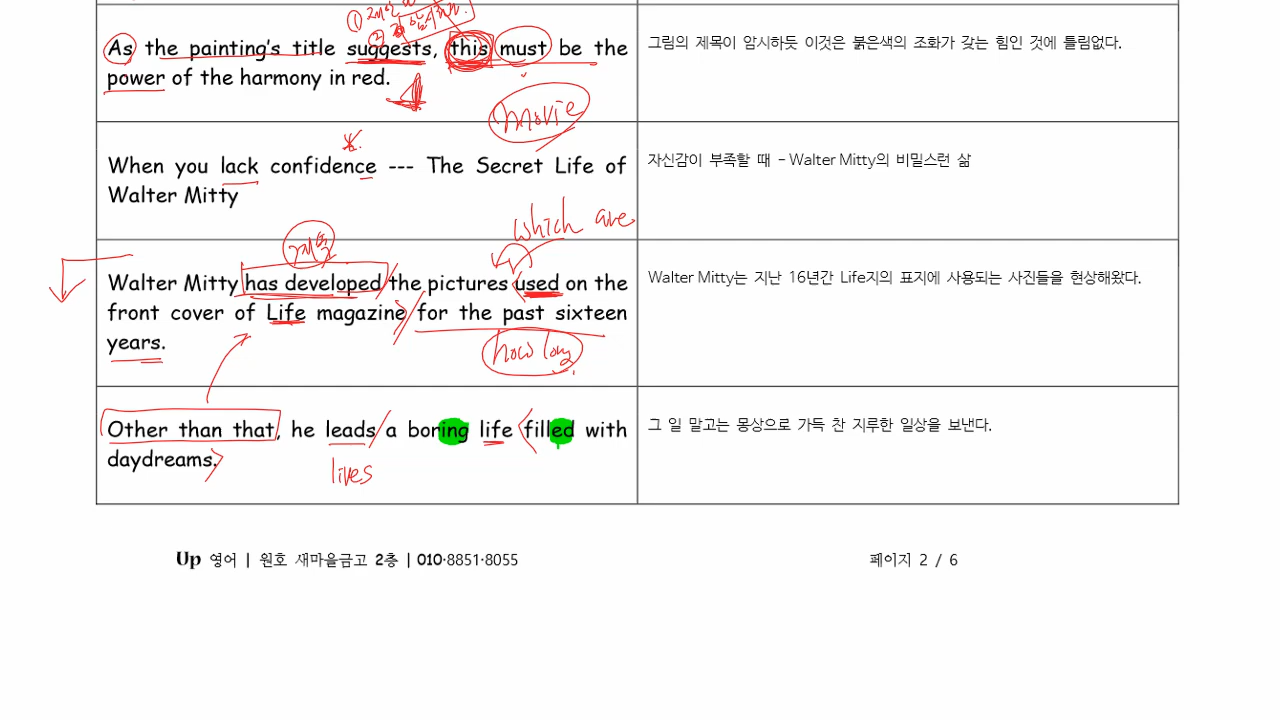 As the painting's title suggests, this must be the
power of the harmony in red.
그림의 제목이 암시하듯 이것은 붉은색의 조화가 갖는 힘인 것에 틀림없다.
movie
When you lack confidence --- The Secret Life of
Walter Mitty
자신감이 부족할 때 - Walter Mitty의 비밀스런 삶
which are
Walter Mitty has developed the pictures used on the
front cover of Life magazine for the past sixteen
years.
how long
Walter Mitty는 지난 16년간 Life지의 표지에 사용되는 사진들을 현상해왔다.
Other than that, he leads a boring life filled with
daydreams.
lives
그 일 말고는 몽상으로 가득 찬 지루한 일상을 보낸다.
Up 영어 | 원호 새마을금고 2층 | 010·8851·8055
페이지 2 / 6